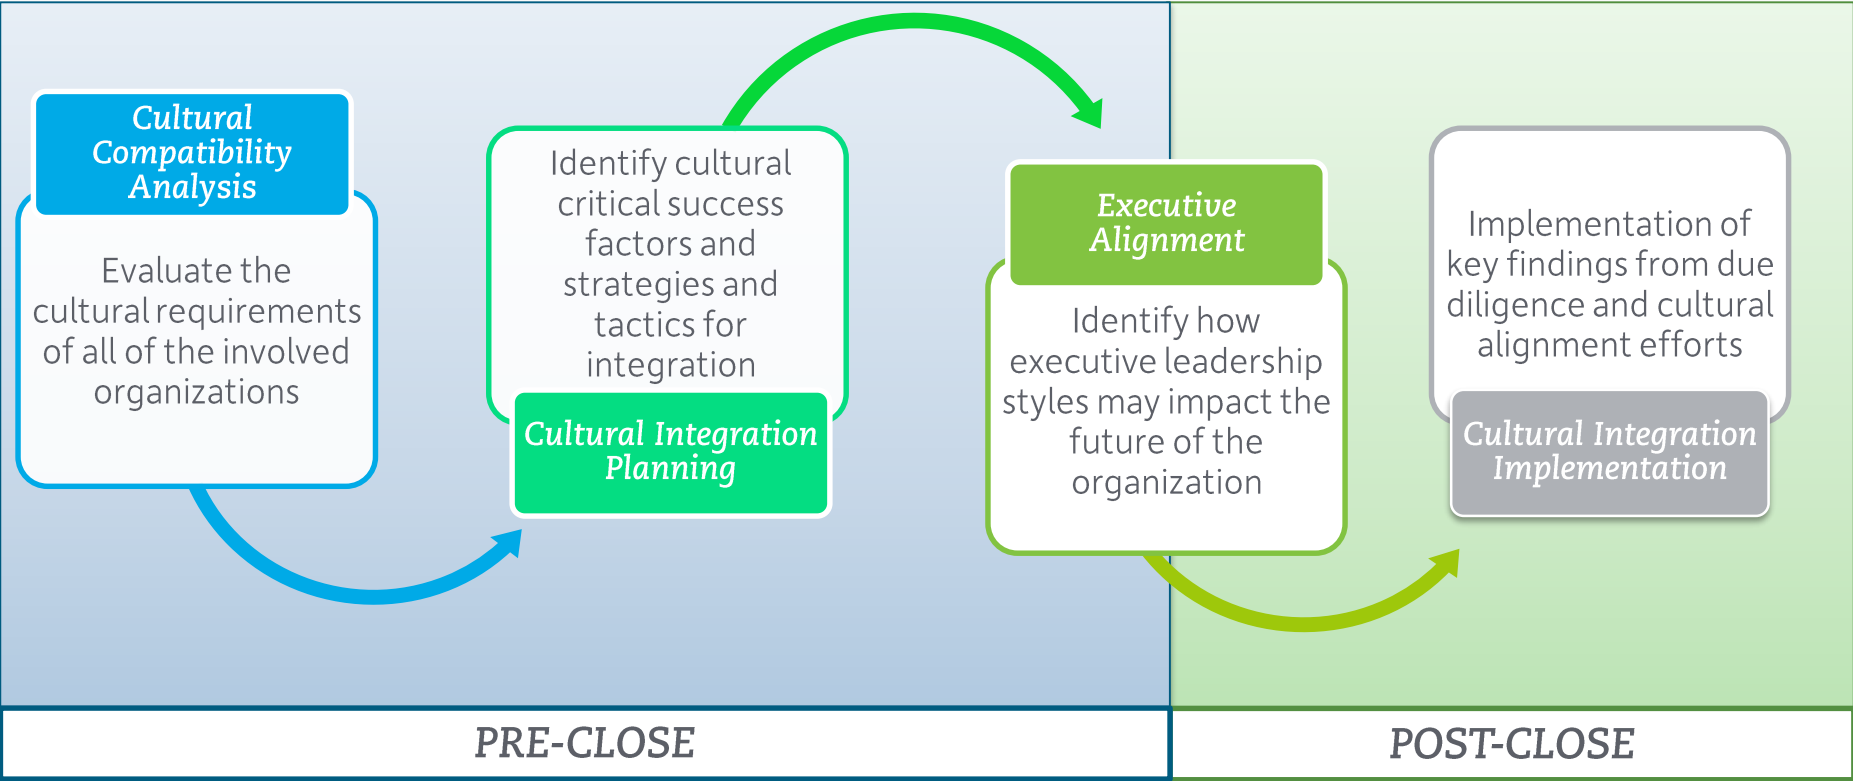 Cultural
Compatibility
Analysis
Evaluate the
cultural requirements
of all of the involved
organizations
Identify cultural
critical success
factors and
strategies and
tactics for
integration
Cultural Integration
Planning
Executive
Alignment
Identify how
executive leadership
styles may impact the
future of the
organization
Implementation of
key findings from due
diligence and cultural
alignment efforts
Cultural Integration
Implementation
PRE-CLOSE
POST-CLOSE